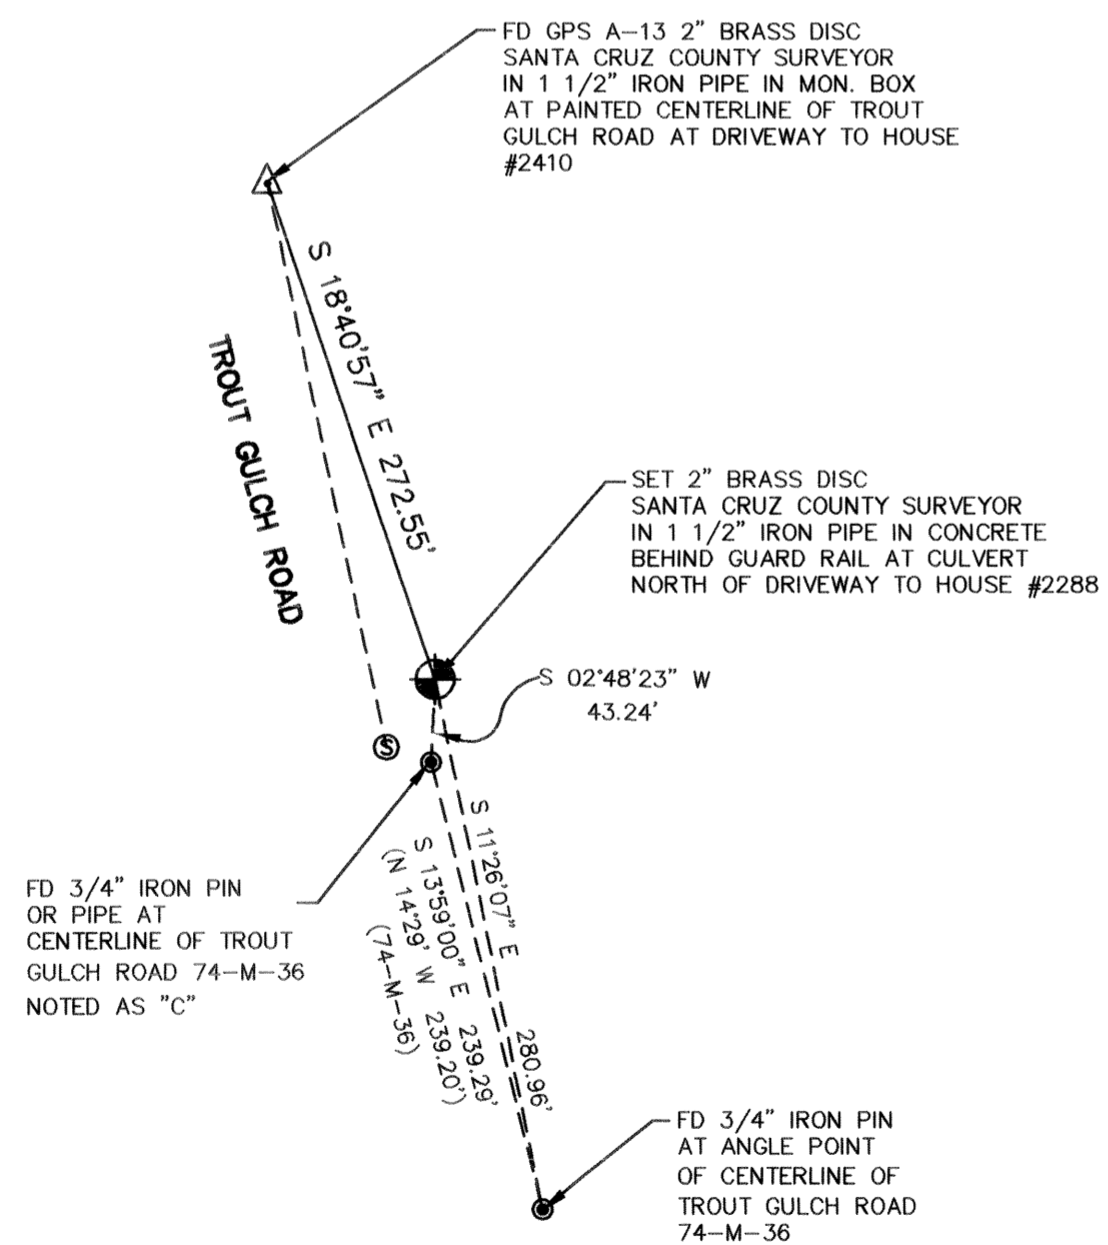 FD GPS A-13 2" BRASS DISC
SANTA CRUZ COUNTY SURVEYOR
IN 1 1/2" IRON PIPE IN MON. BOX
AT PAINTED CENTERLINE OF TROUT
GULCH ROAD AT DRIVEWAY TO HOUSE
#2410
S 18°40'57" E 272.55'
TROUT GULCH ROAD
SET 2" BRASS DISC
SANTA CRUZ COUNTY SURVEYOR
IN 1 1/2" IRON PIPE IN CONCRETE
BEHIND GUARD RAIL AT CULVERT
NORTH OF DRIVEWAY TO HOUSE #2288
S 02°48'23" W
43.24'
S
S 11°26'07" E 280.96'
S 13°59'00" E 239.29'
(N 14°29' W 239.20')
(74-M-36)
FD 3/4" IRON PIN
OR PIPE AT
CENTERLINE OF TROUT
GULCH ROAD 74-M-36
NOTED AS "C"
FD 3/4" IRON PIN
AT ANGLE POINT
OF CENTERLINE OF
TROUT GULCH ROAD
74-M-36